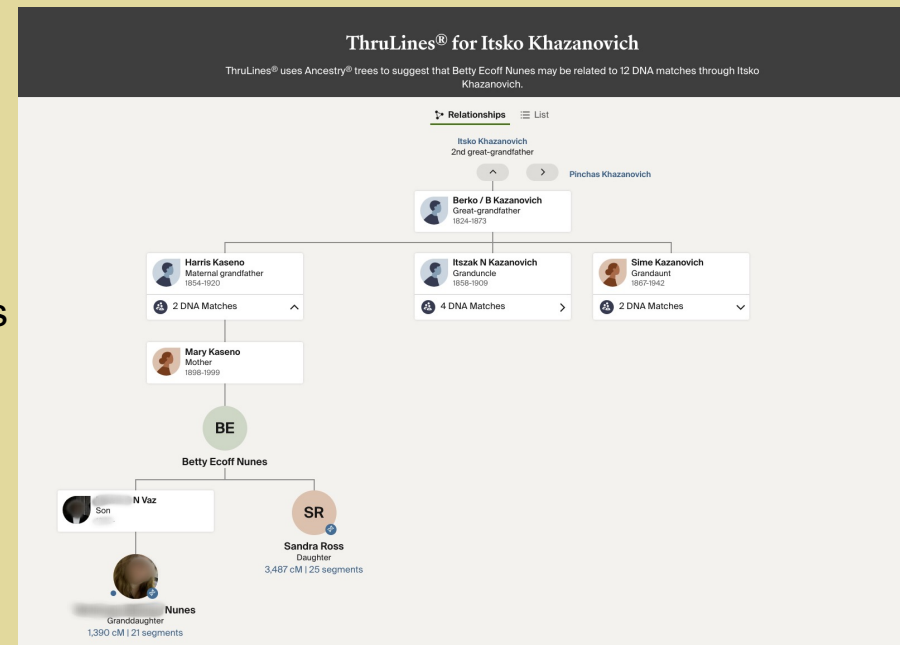 ThruLines® for Itsko Khazanovich
ThruLines® uses Ancestry® trees to suggest that Betty Ecoff Nunes may be related to 12 DNA matches through Itsko
Khazanovich.
Relationships List
Itsko Khazanovich
2nd great-grandfather
Pinchas Khazanovich
Berko / B Kazanovich
Great-grandfather
1824-1873
Harris Kaseno
Maternal grandfather
1854-1920
2 DNA Matches
Itszak N Kazanovich
Granduncle
1858-1909
4 DNA Matches
Sime Kazanovich
Grandaunt
1867-1942
2 DNA Matches
s
Mary Kaseno
Mother
1898-1999
BE
Betty Ecoff Nunes
N Vaz
Son
SR
Sandra Ross
Daughter
3,487 cM | 25 segments
Nunes
Granddaughter
1,390 cM | 21 segments